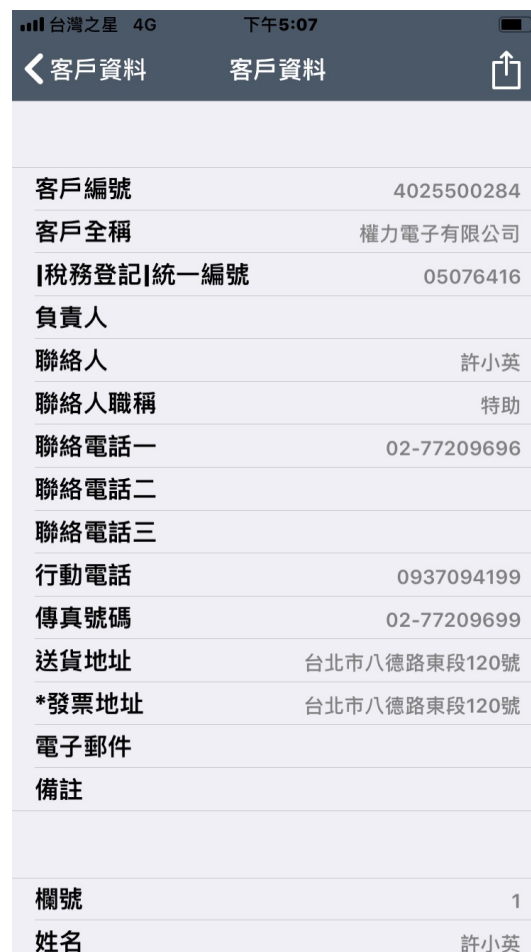 台灣之星 4G 下午5:07
客戶資料 客戶資料
客戶編號 4025500284
客戶全稱 權力電子有限公司
|稅務登記|統一編號 05076416
負責人
聯絡人 許小英
聯絡人職稱 特助
聯絡電話一 02-77209696
聯絡電話二
聯絡電話三
行動電話 0937094199
傳真號碼 02-77209699
送貨地址 台北市八德路東段120號
*發票地址 台北市八德路東段120號
電子郵件
備註
欄號 1
姓名 許小英